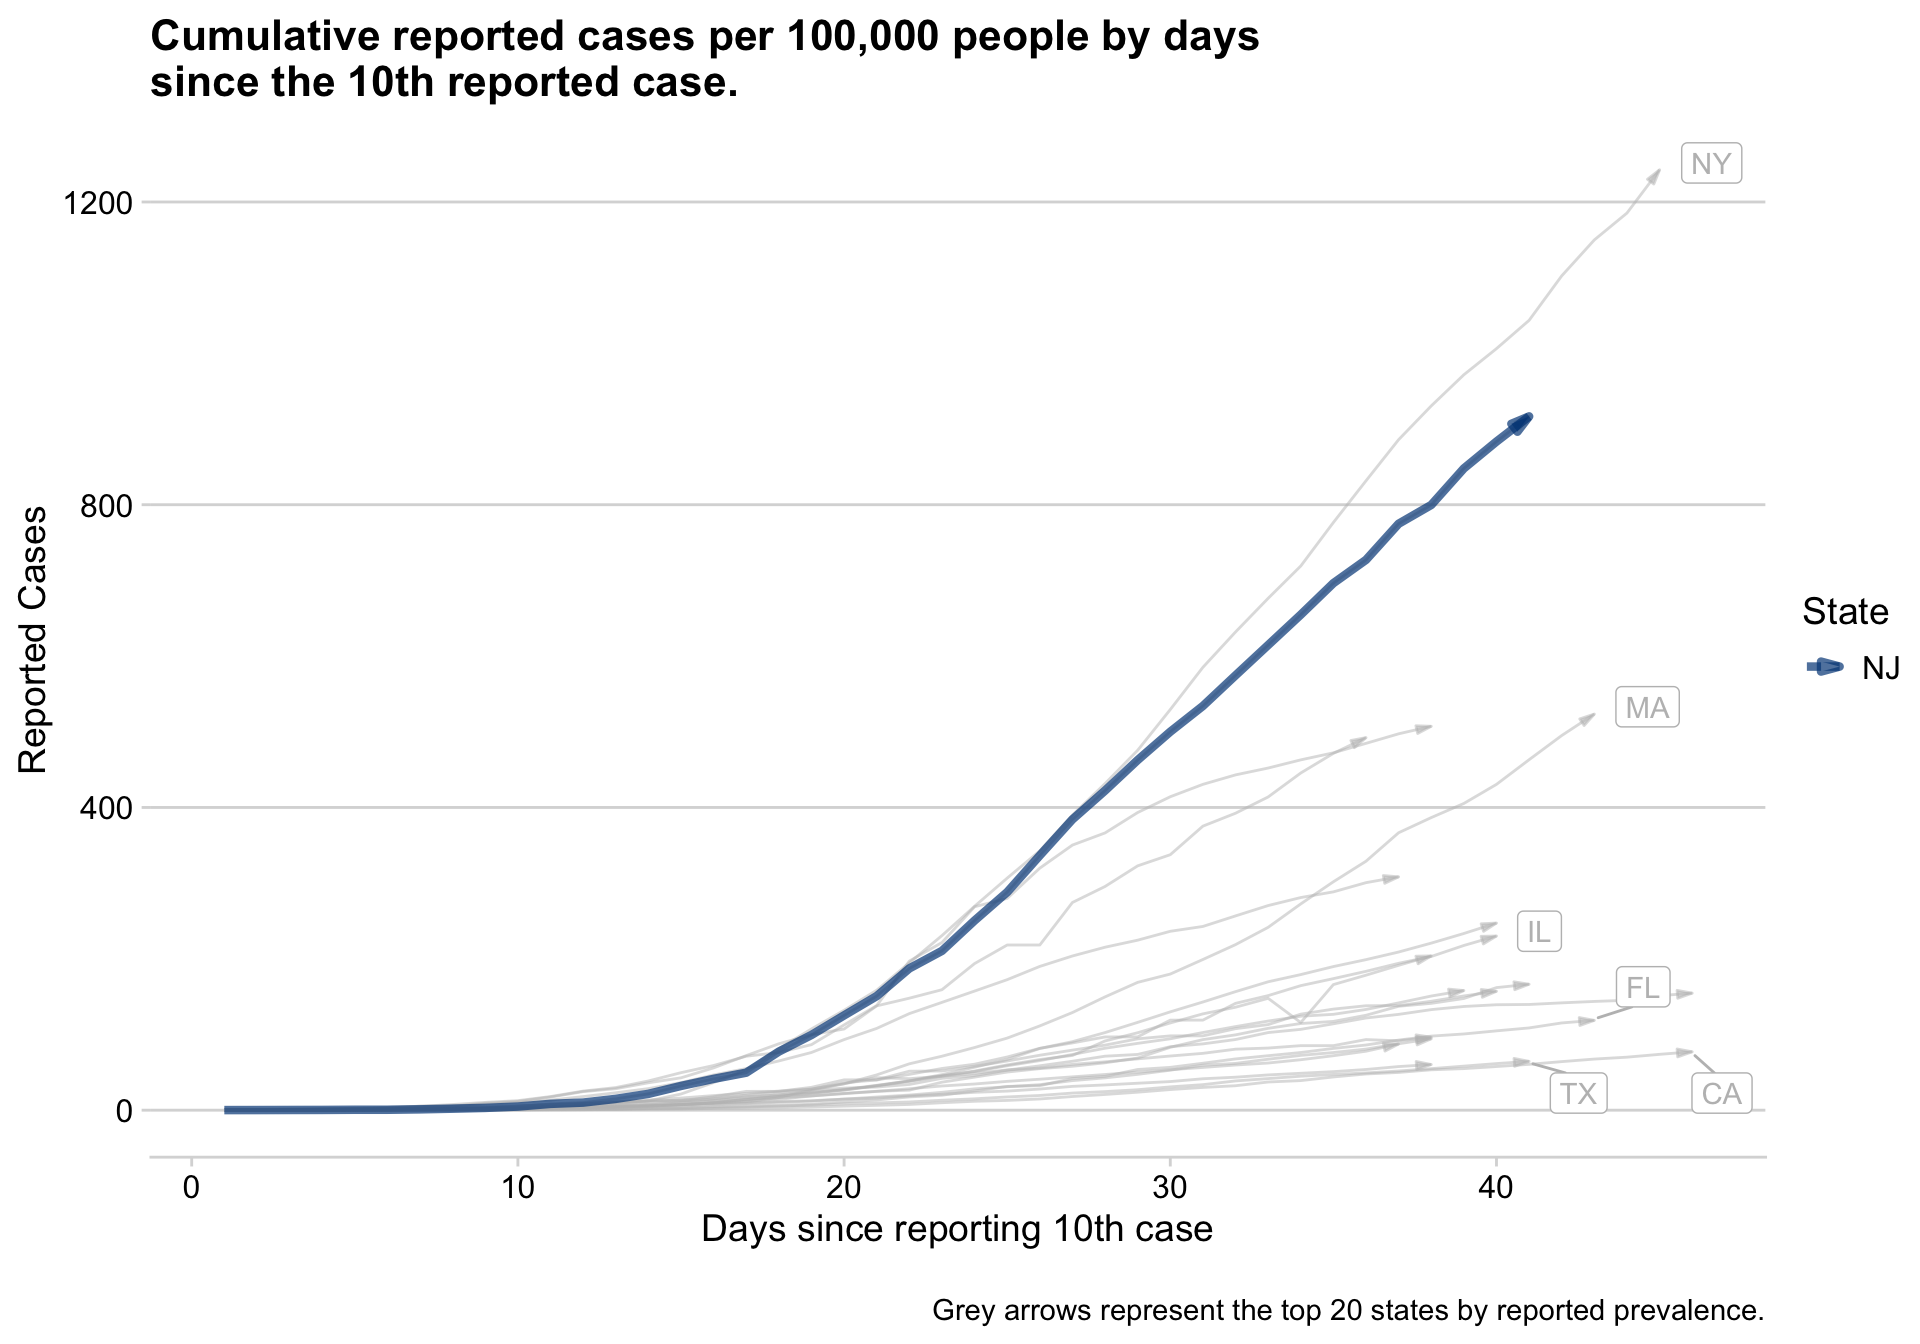 Cumulative reported cases per 100,000 people by days
since the 10th reported case.
NY
1200
800
Reported Cases
State
NJ
MA
400
IL
FL
TX
CA
0
0 10 20 30 40
Days since reporting 10th case
Grey arrows represent the top 20 states by reported prevalence.